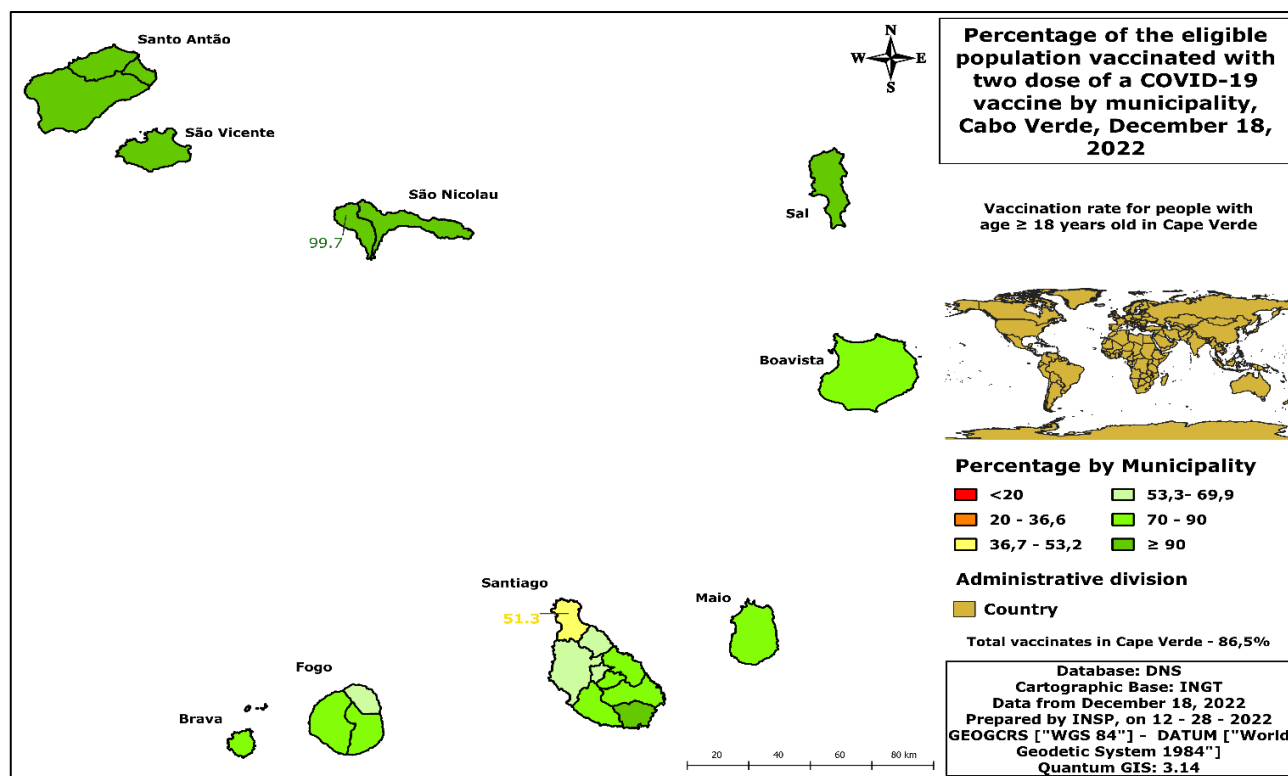 Percentage of the eligible
population vaccinated with
two dose of a COVID-19
vaccine by municipality,
Cabo Verde, December 18,
2022
N
W E
S
Santo Antão
São Vicente
São Nicolau
99.7
Sal
Boavista
Santiago
51.3
Maio
Fogo
Brava
Vaccination rate for people with
age ≥ 18 years old in Cape Verde
Percentage by Municipality
<20
20 - 36,6
36,7 - 53,2
53,3- 69,9
70 - 90
≥ 90
Administrative division
Country
Total vaccinates in Cape Verde - 86,5%
Database: DNS
Cartographic Base: INGT
Data from December 18, 2022
Prepared by INSP, on 12 - 28 - 2022
GEOGCRS ["WGS 84"] - DATUM ["World
Geodetic System 1984"]
Quantum GIS: 3.14
20 40 60 80 km